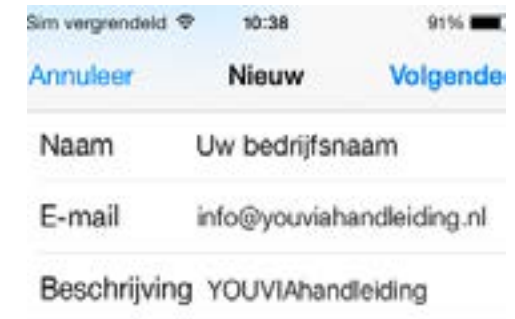 Sim vergrendeld 10:38 91%
Annuleer Nieuw Volgende
Naam Uw bedrijfsnaam
E-mail info@youviahandleiding.nl
Beschrijving YOUVIAhandleiding